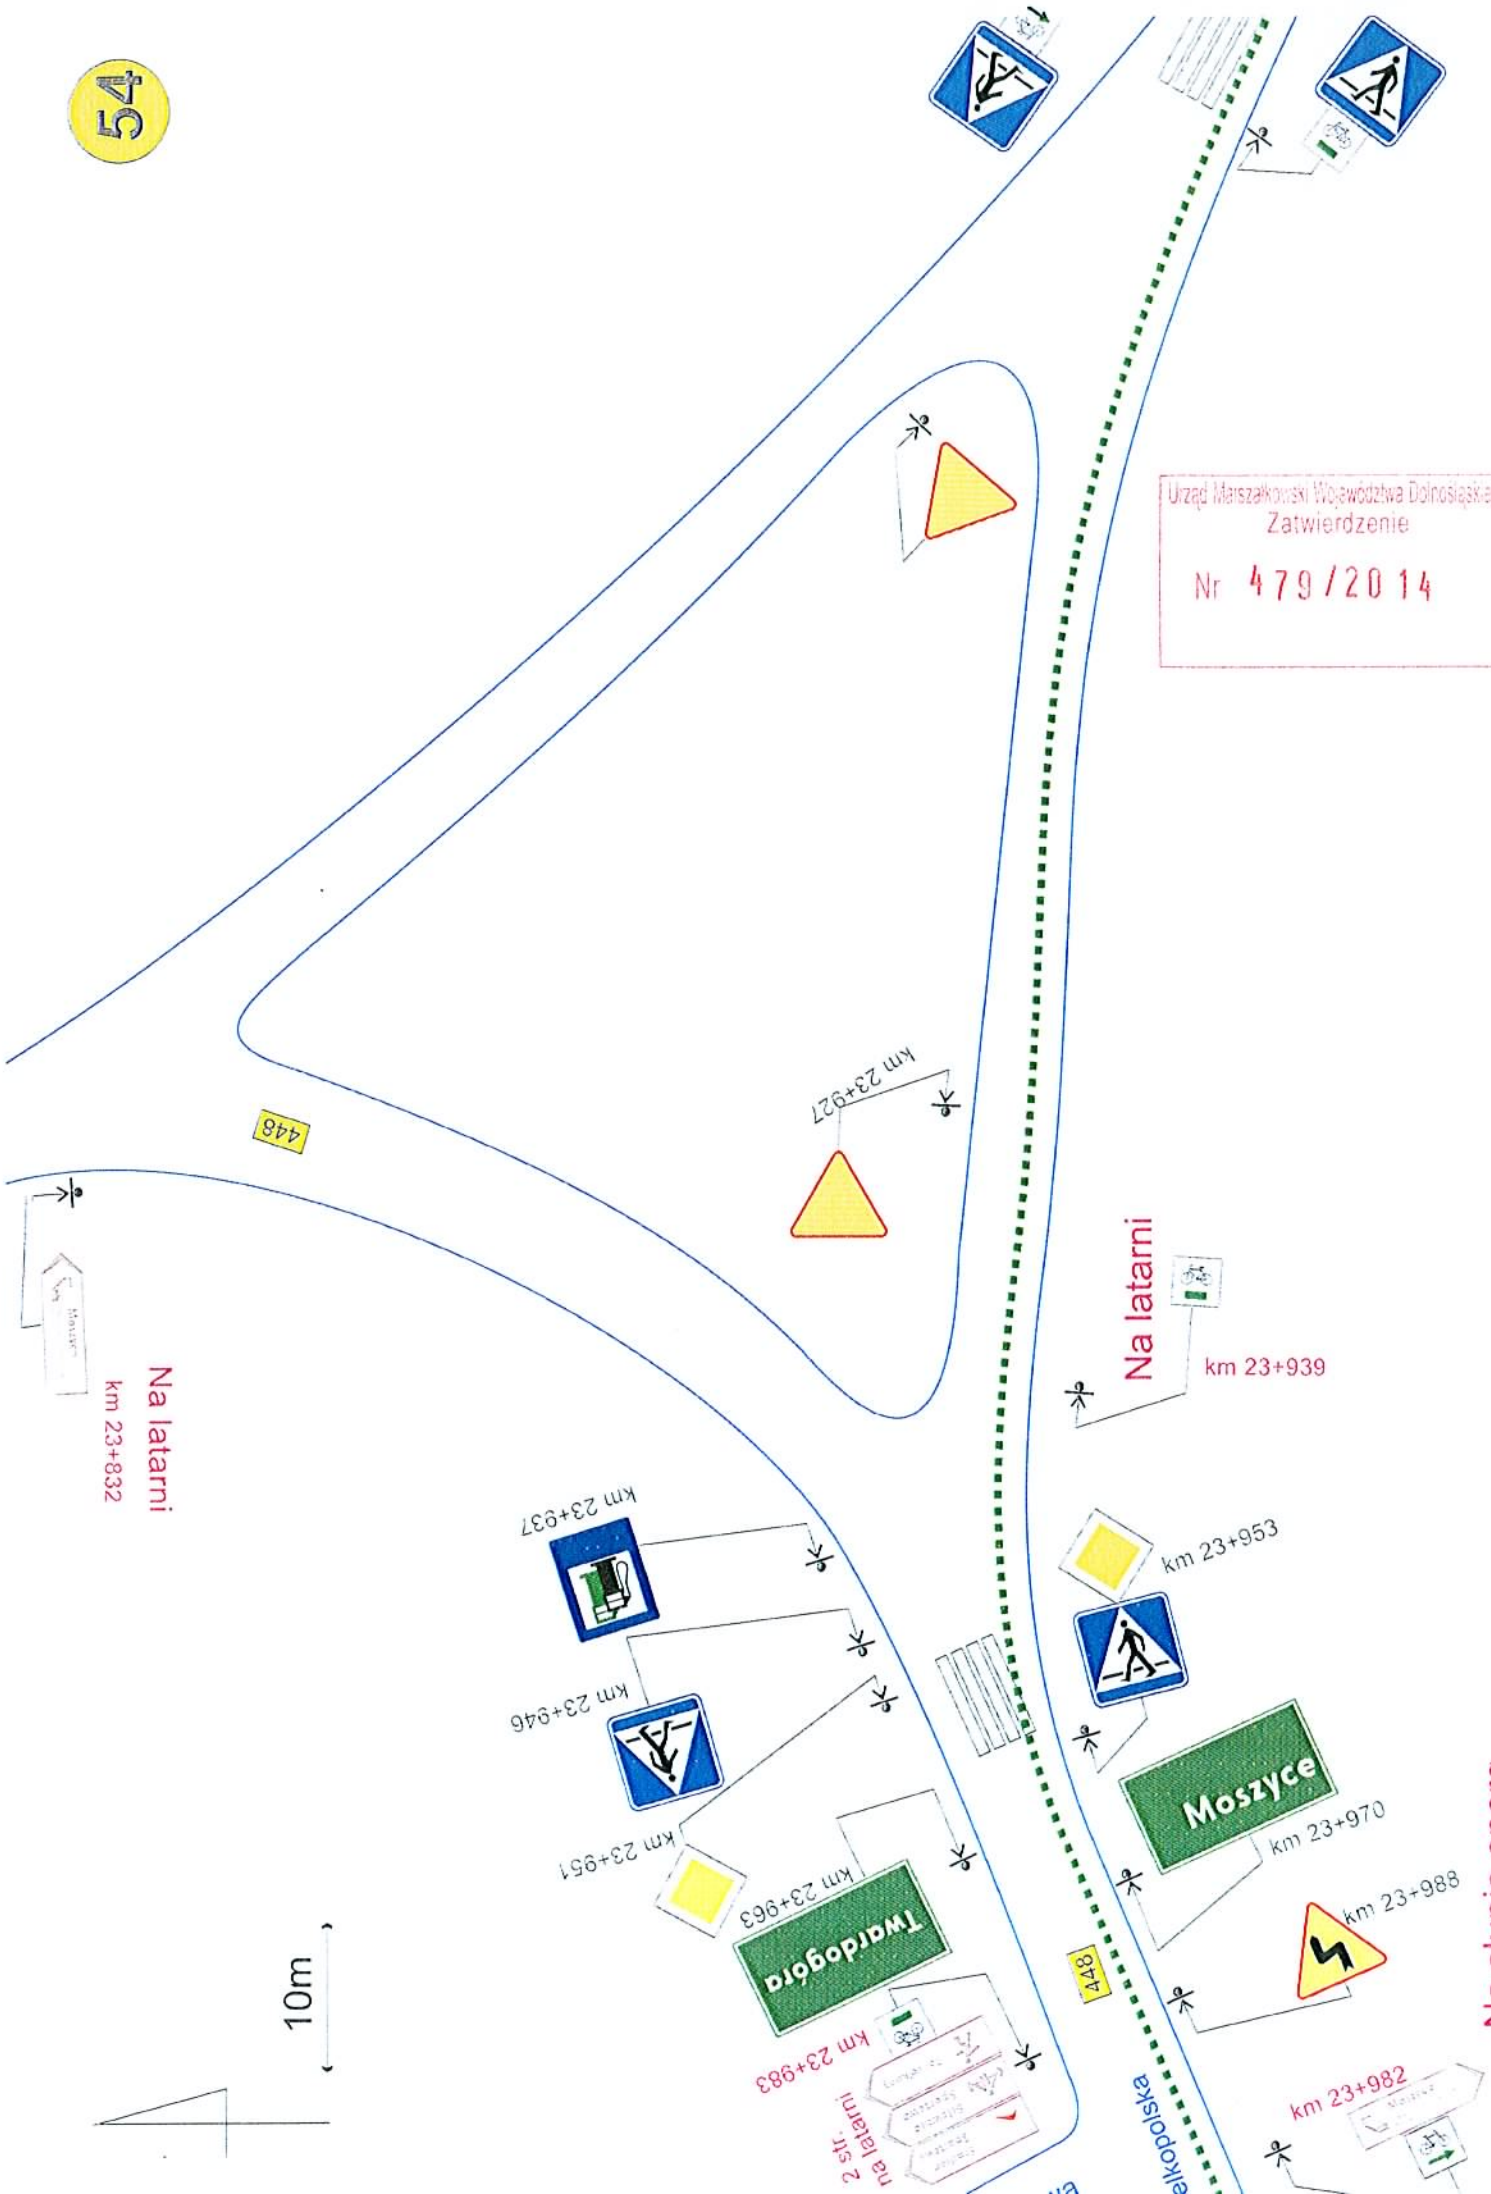 54
Urząd Marszałkowski Województwa Dolnośląskie
Zatwierdzenie
Nr 479/2014
km 23+927
448
Na latarni
km 23+939
Moszyce
Na latarni
km 23+832
km 23+937
km 23+953
km 23+946
km 23+951
Moszyce
km 23+970
km 23+963
Twardogóra
km 23+988
448
10m
km 23+983
2 str.
na latarni
km 23+982
elkopolska